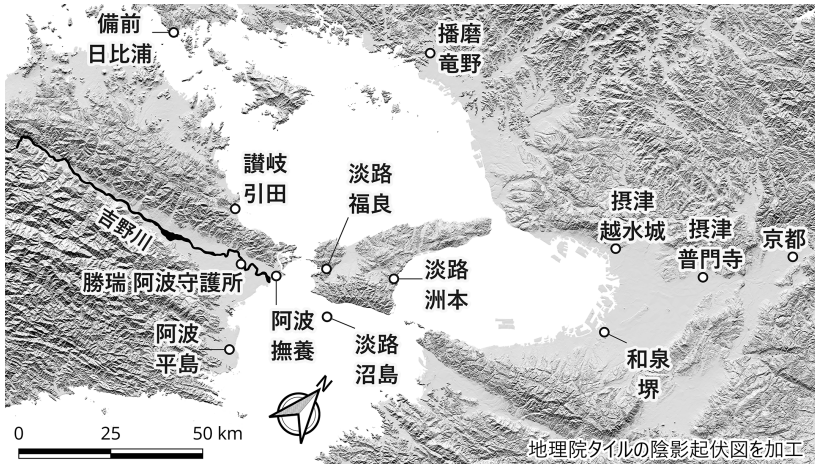 備前
日比浦
播磨
竜野
讃岐
引田
淡路
福良
吉野川
摂津
越水城
摂津
普門寺
京都
勝瑞 阿波守護所
淡路
洲本
阿波
撫養
阿波
平島
淡路
沼島
和泉
堺
N
0 25 50 km
地理院タイルの陰影起伏図を加工